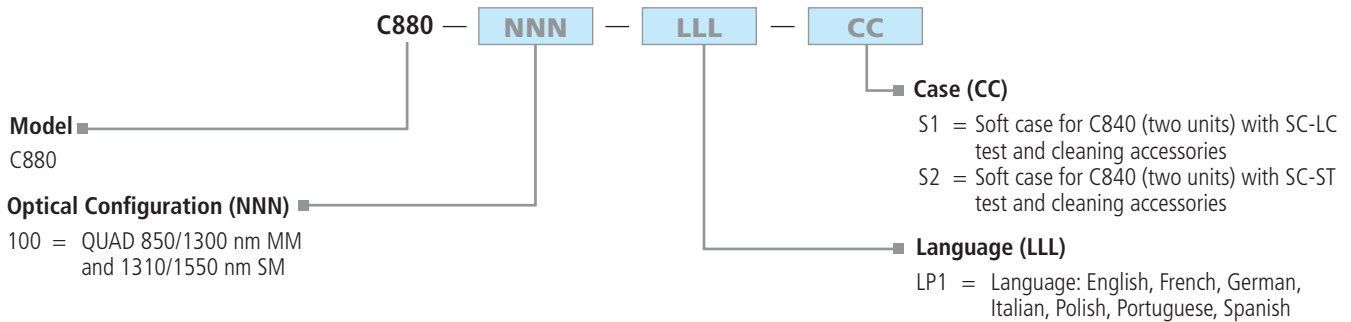 C880 — NNN — LLL — CC
Model
C880
Optical Configuration (NNN)
100 = QUAD 850/1300 nm MM
and 1310/1550 nm SM
Case (CC)
S1 = Soft case for C840 (two units) with SC-LC
test and cleaning accessories
S2 = Soft case for C840 (two units) with SC-ST
test and cleaning accessories
Language (LLL)
LP1 = Language: English, French, German,
Italian, Polish, Portuguese, Spanish